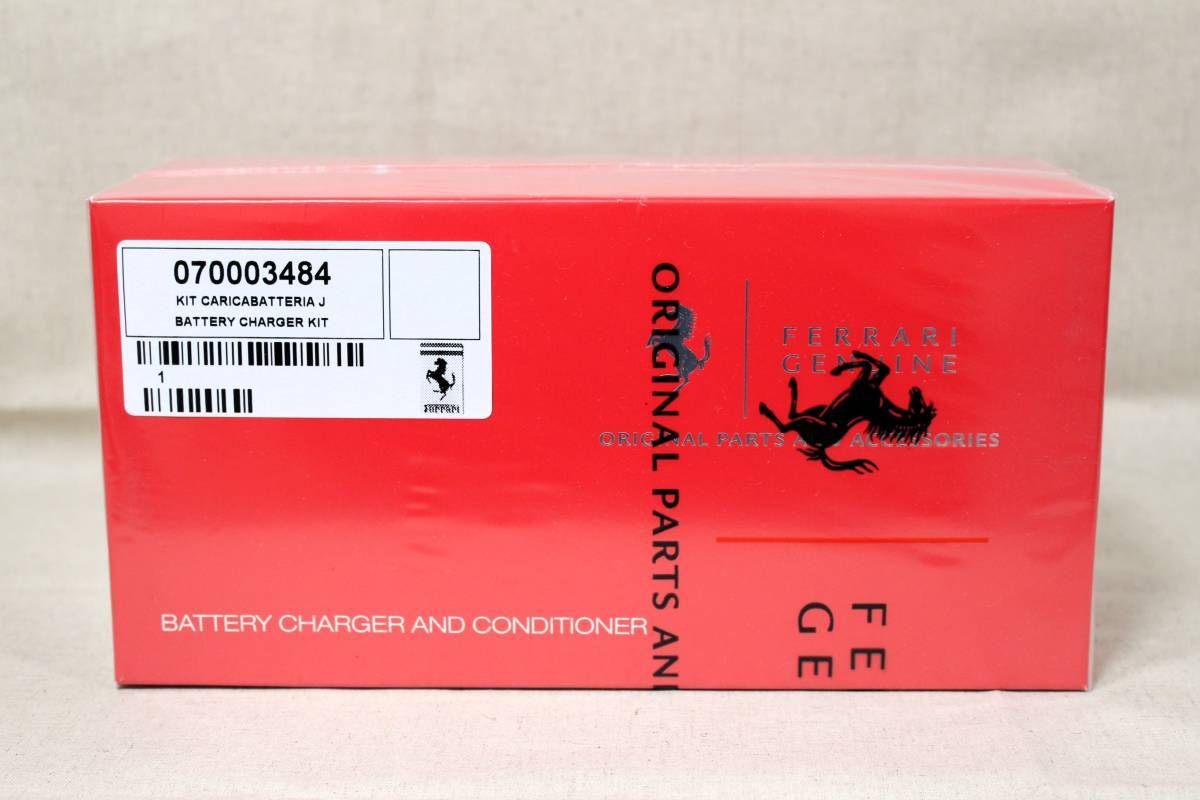 070003484
KIT CARICABATTERIA J
BATTERY CHARGER KIT
1
Ferrari
FERRARI
GENUINE
ORIGINAL PARTS AND ACCESSORIES
ORIGINAL PARTS AN
FE
GE
BATTERY CHARGER AND CONDITIONER